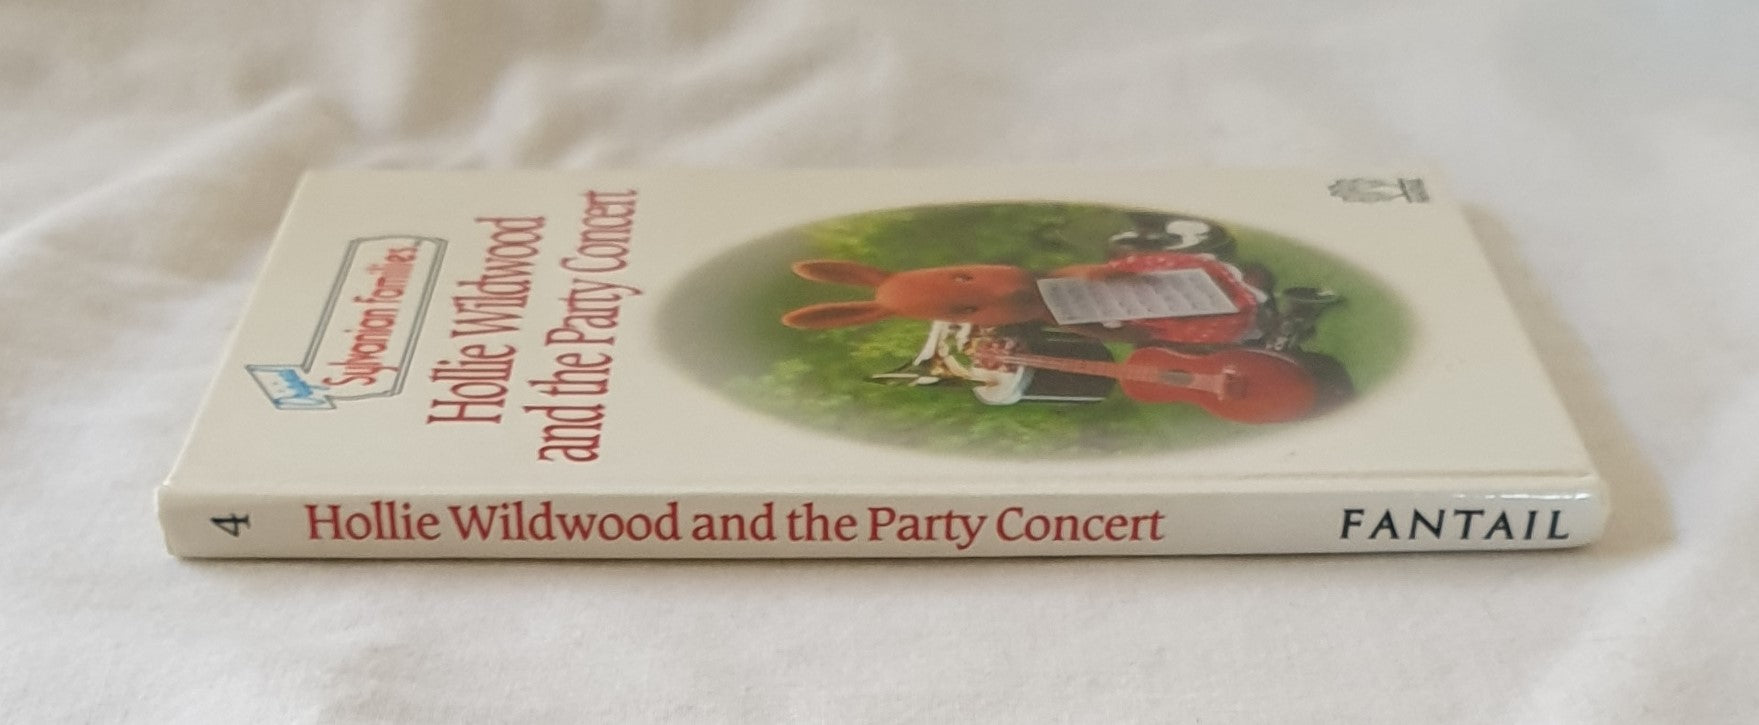 Sylvanian Families
Hollie Wildwood
and the Party Concert
4
Hollie Wildwood and the Party Concert
FANTAIL